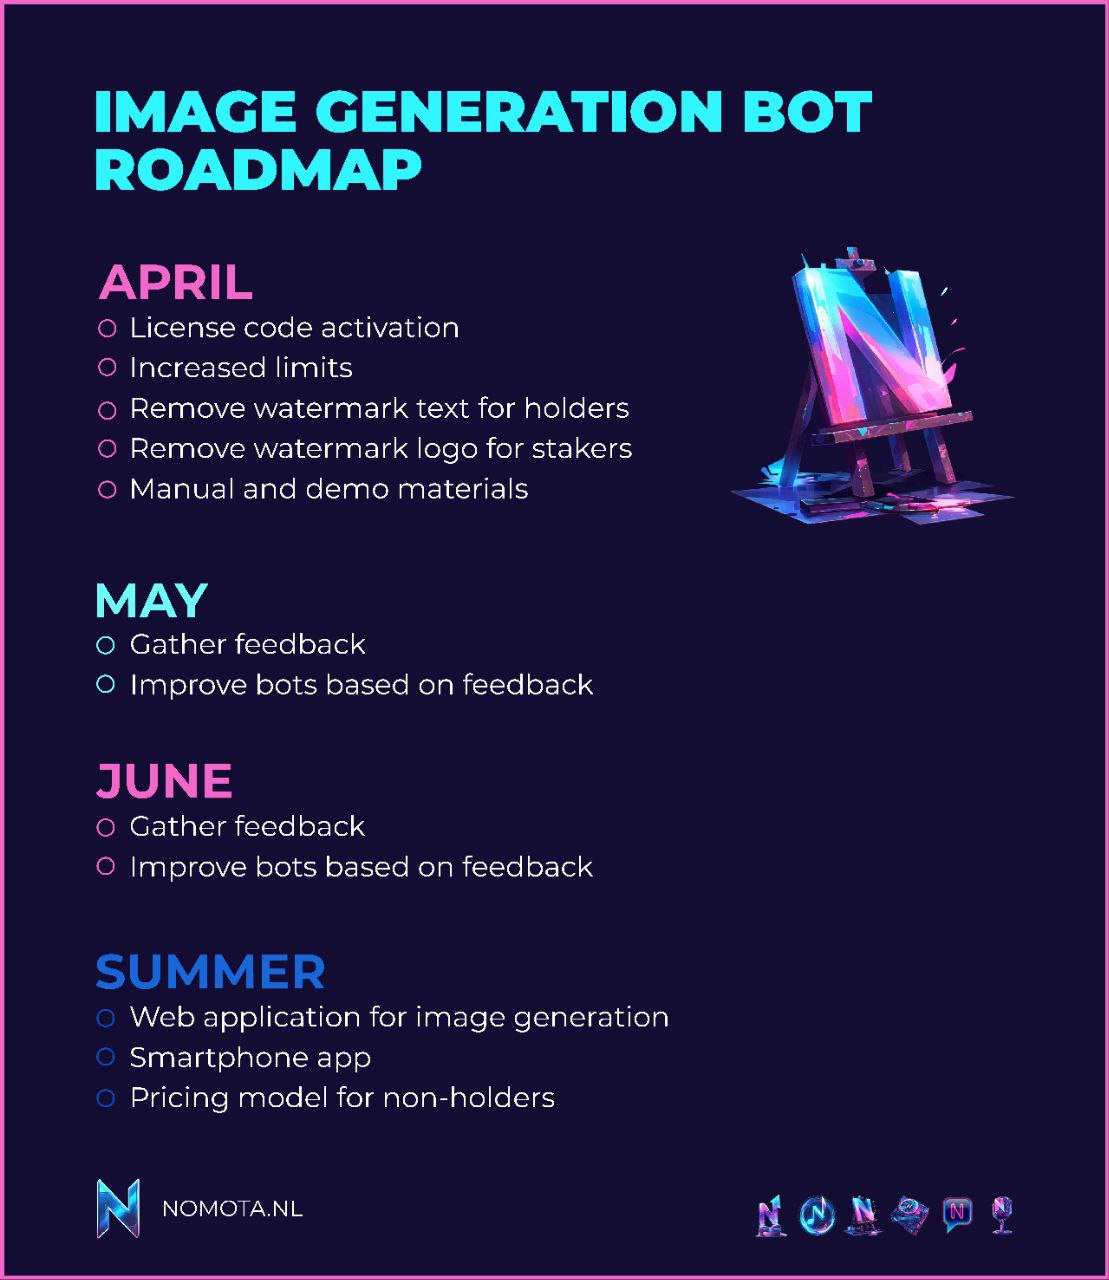 IMAGE GENERATION BOT
ROADMAP
APRIL
License code activation
Increased limits
Remove watermark text for holders
Remove watermark logo for stakers
Manual and demo materials
MAY
Gather feedback
Improve bots based on feedback
JUNE
Gather feedback
Improve bots based on feedback
SUMMER
Web application for image generation
Smartphone app
Pricing model for non-holders
NOMOTA.NL